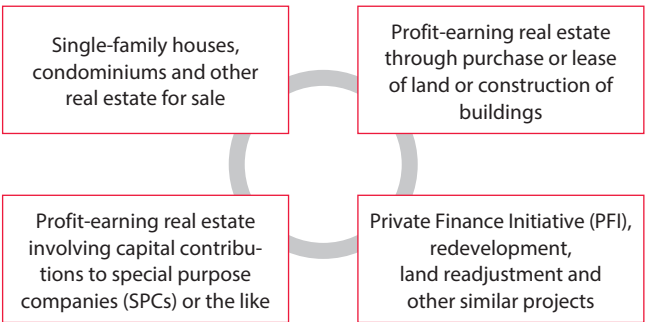 Single-family houses,
condominiums and other
real estate for sale
Profit-earning real estate
through purchase or lease
of land or construction of
buildings
Profit-earning real estate
involving capital contribu-
tions to special purpose
companies (SPCs) or the like
Private Finance Initiative (PFI),
redevelopment,
land readjustment and
other similar projects